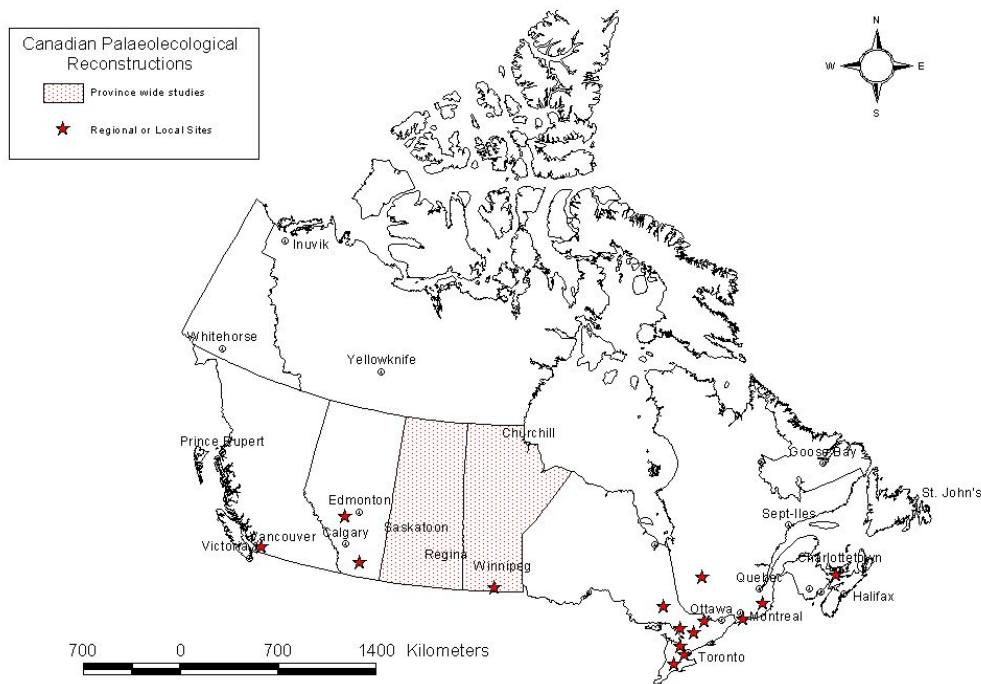 Canadian Palaeolecological
Reconstructions
Province wide studies
Regional or Local Sites
N
W E
S
Inuvik
Whitehorse
Yellowknife
Churchill
Prince Rupert
Goose Bay
St. John's
Edmonton
Saskatoon
Sept-Iles
Vancouver
Calgary
Victoria
Regina
Winnipeg
Charlottetown
Quebec
Halifax
Ottawa
Montreal
Toronto
700 0 700 1400 Kilometers